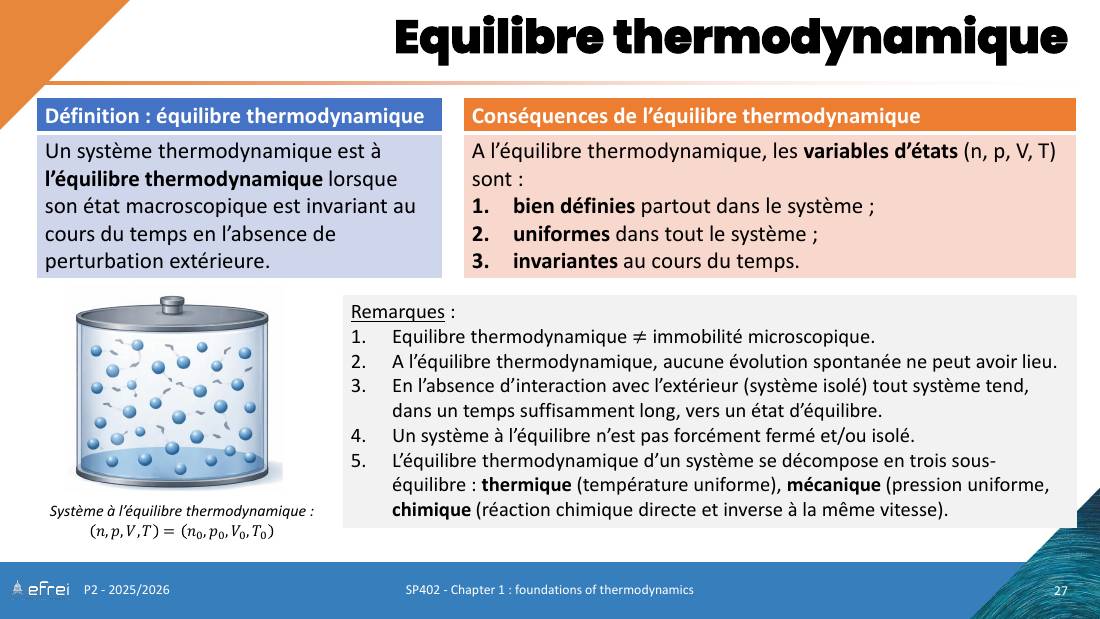 Equilibre thermodynamique
Définition : équilibre thermodynamique
Un système thermodynamique est à
l’équilibre thermodynamique lorsque
son état macroscopique est invariant au
cours du temps en l’absence de
perturbation extérieure.
Conséquences de l’équilibre thermodynamique
A l’équilibre thermodynamique, les variables d’états (n, p, V, T)
sont :
1. bien définies partout dans le système ;
2. uniformes dans tout le système ;
3. invariantes au cours du temps.
Système à l’équilibre thermodynamique :
(n, p, V, T) = (n₀, p₀, V₀, T₀)
Remarques :
1. Equilibre thermodynamique ≠ immobilité microscopique.
2. A l’équilibre thermodynamique, aucune évolution spontanée ne peut avoir lieu.
3. En l’absence d’interaction avec l’extérieur (système isolé) tout système tend,
dans un temps suffisamment long, vers un état d’équilibre.
4. Un système à l’équilibre n’est pas forcément fermé et/ou isolé.
5. L’équilibre thermodynamique d’un système se décompose en trois sous-
équilibre : thermique (température uniforme), mécanique (pression uniforme,
chimique (réaction chimique directe et inverse à la même vitesse).
efrei P2 - 2025/2026
SP402 - Chapter 1 : foundations of thermodynamics
27